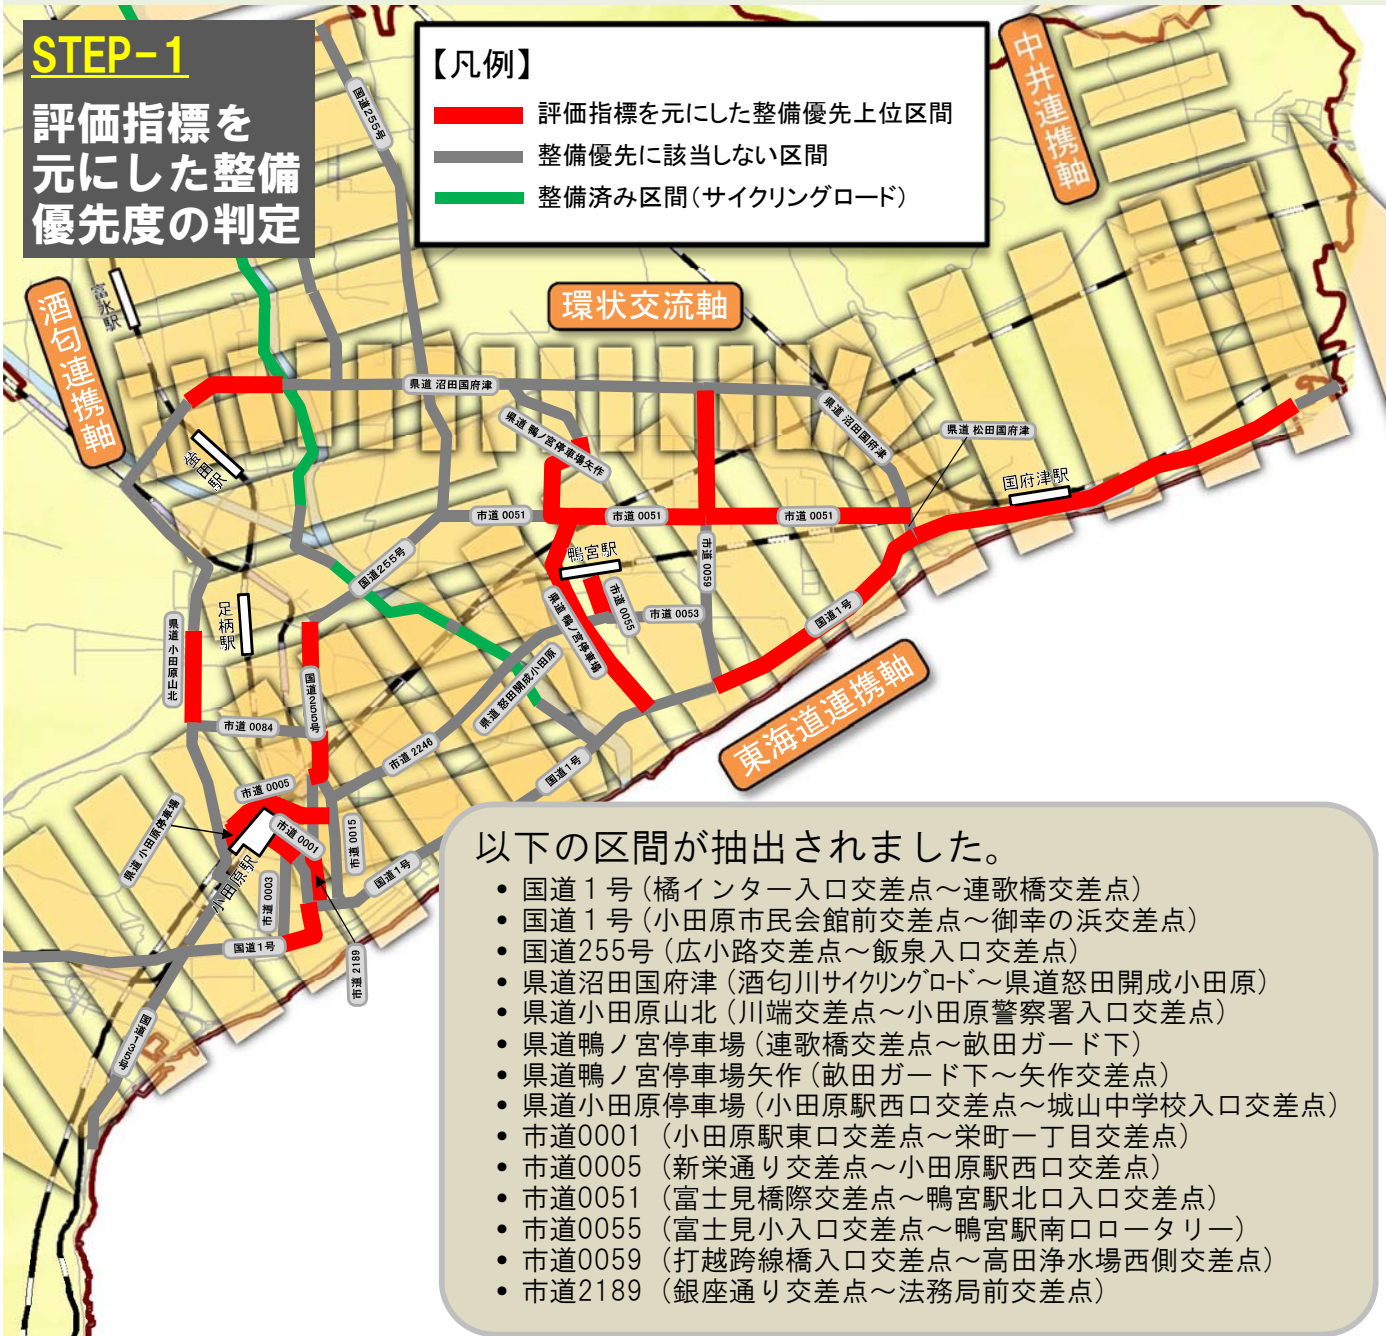 STEP-1
評価指標を
元にした整備
優先度の判定
【凡例】
評価指標を元にした整備優先上位区間
整備優先に該当しない区間
整備済み区間(サイクリングロード)
中井連携軸
国道255号
環状交流軸
酒匂連携軸
富水駅
県道 沼田国府津
県道 鴨ノ宮停車場矢作
県道 沼田国府津
県道 松田国府津
国府津駅
蛍田駅
市道 0051
市道 0051
市道 0051
国道255号
鴨宮駅
市道 0059
市道 0055
市道 0053
県道 鴨ノ宮停車場
国道1号
足柄駅
県道 小田原山北
国道255号
県道 怒田開成小田原
東海道連携軸
市道 0084
市道 2246
国道1号
市道 0005
県道 小田原停車場
市道 0001
市道 0015
小田原駅
市道 0003
国道1号
国道1号
市道 2189
国道135号
以下の区間が抽出されました。
• 国道1号 (橘インター入口交差点~連歌橋交差点)
• 国道1号 (小田原市民会館前交差点~御幸の浜交差点)
• 国道255号 (広小路交差点~飯泉入口交差点)
• 県道沼田国府津 (酒匂川サイクリングロード~県道怒田開成小田原)
• 県道小田原山北 (川端交差点~小田原警察署入口交差点)
• 県道鴨ノ宮停車場 (連歌橋交差点~畝田ガード下)
• 県道鴨ノ宮停車場矢作 (畝田ガード下~矢作交差点)
• 県道小田原停車場 (小田原駅西口交差点~城山中学校入口交差点)
• 市道0001 (小田原駅東口交差点~栄町一丁目交差点)
• 市道0005 (新栄通り交差点~小田原駅西口交差点)
• 市道0051 (富士見橋際交差点~鴨宮駅北口入口交差点)
• 市道0055 (富士見小入口交差点~鴨宮駅南口ロータリー)
• 市道0059 (打越跨線橋入口交差点~高田浄水場西側交差点)
• 市道2189 (銀座通り交差点~法務局前交差点)